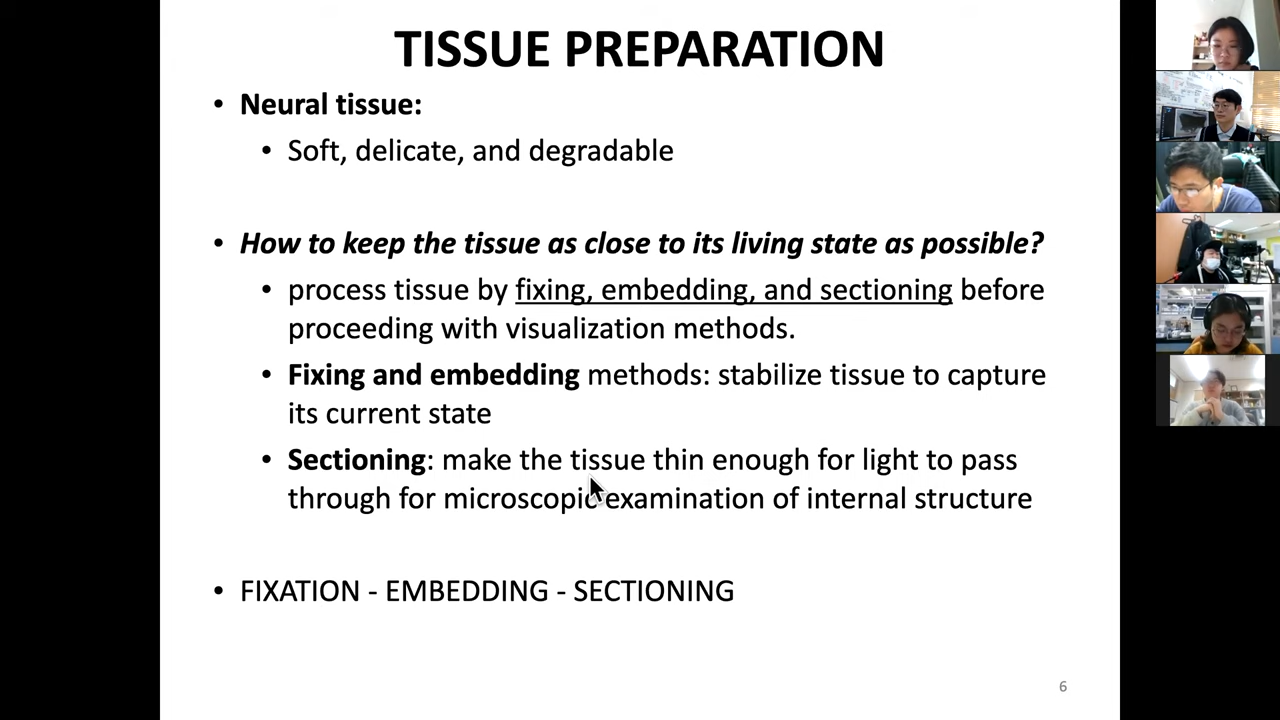 TISSUE PREPARATION
• Neural tissue:
• Soft, delicate, and degradable
• How to keep the tissue as close to its living state as possible?
• process tissue by fixing, embedding, and sectioning before
proceeding with visualization methods.
• Fixing and embedding methods: stabilize tissue to capture
its current state
• Sectioning: make the tissue thin enough for light to pass
through for microscopic examination of internal structure
• FIXATION - EMBEDDING - SECTIONING
6